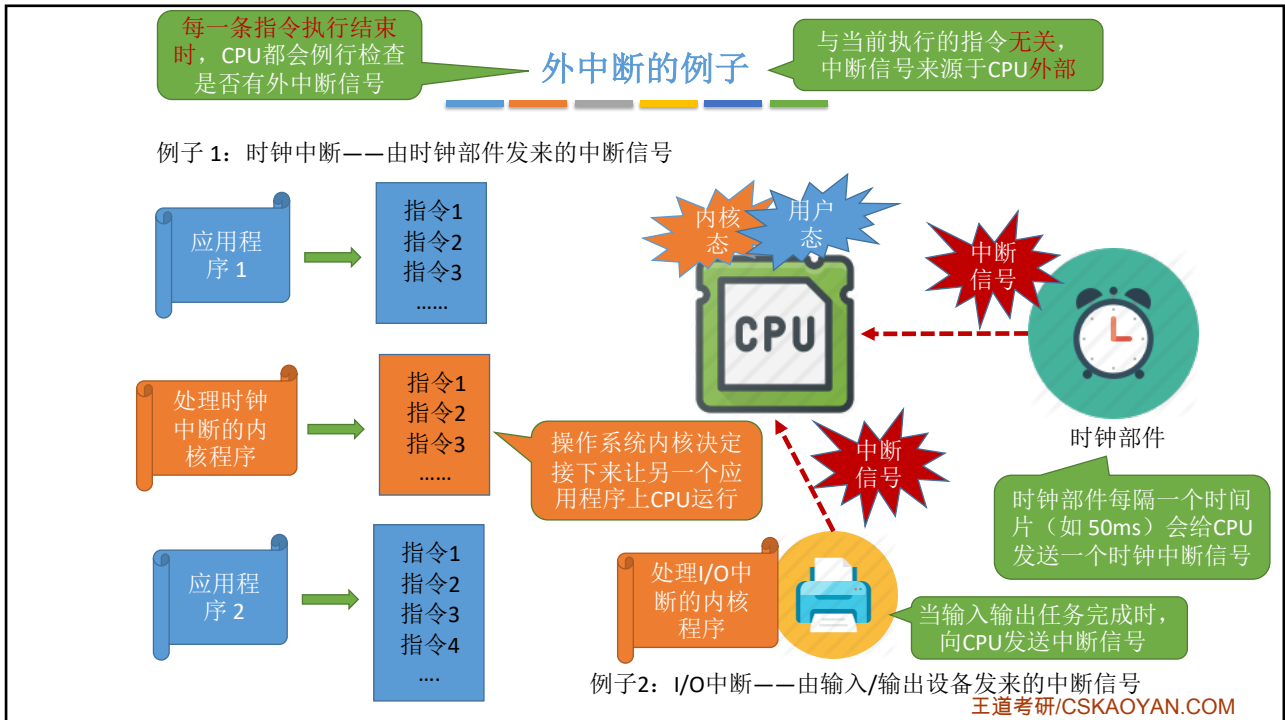 每一条指令执行结束
时，CPU都会例行检查
是否有外中断信号
外中断的例子
与当前执行的指令无关，
中断信号来源于CPU外部
例子 1：时钟中断——由时钟部件发来的中断信号
应用程
序 1
指令1
指令2
指令3
......
内核
态
用户
态
CPU
中断
信号
时钟部件
时钟部件每隔一个时间
片（如 50ms）会给CPU
发送一个时钟中断信号
处理时钟
中断的内
核程序
指令1
指令2
指令3
......
操作系统内核决定
接下来让另一个应
用程序上CPU运行
中断
信号
应用程
序 2
指令1
指令2
指令3
指令4
....
处理I/O中
断的内核
程序
当输入输出任务完成时，
向CPU发送中断信号
例子2：I/O中断——由输入/输出设备发来的中断信号
王道考研/CSKAOYAN.COM